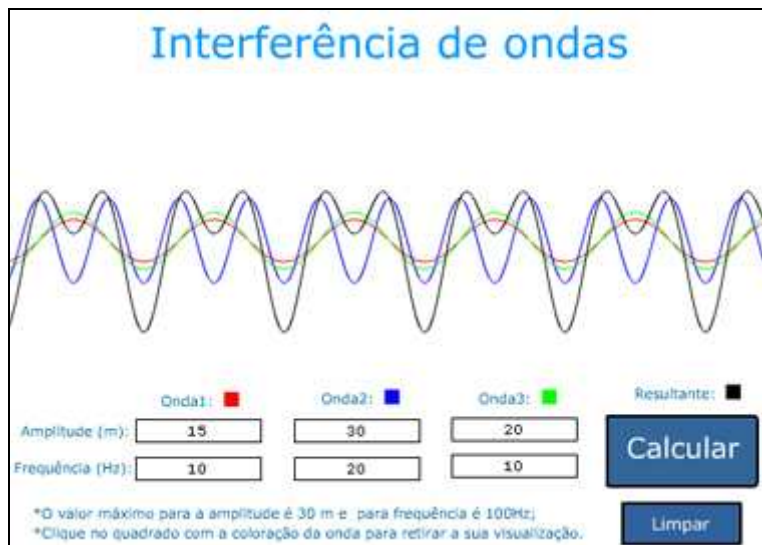 Interferência de ondas
Onda1: Onda2: Onda3: Resultante:
Amplitude (m): 15 30 20
Calcular
Frequência (Hz): 10 20 10
*O valor máximo para a amplitude é 30 m e para frequência é 100Hz;
*Clique no quadrado com a coloração da onda para retirar a sua visualização.
Limpar